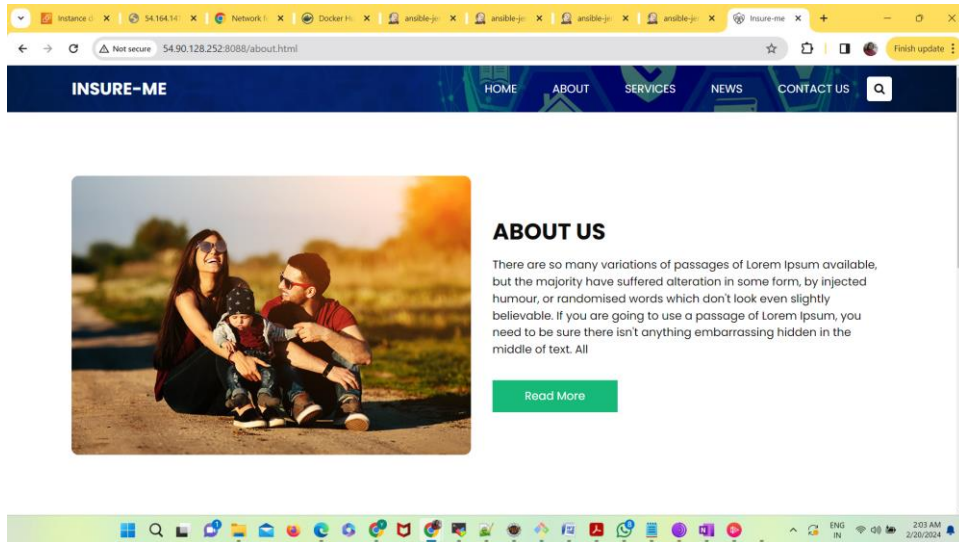 Instance d
54.164.14
Network
Docker H
ansible-je
ansible-je
ansible-je
ansible-je
Insure-me
Not secure
54.90.128.252:8088/about.html
Finish update
INSURE-ME
HOME ABOUT SERVICES NEWS CONTACT US
ABOUT US
There are so many variations of passages of Lorem Ipsum available,
but the majority have suffered alteration in some form, by injected
humour, or randomised words which don't look even slightly
believable. If you are going to use a passage of Lorem Ipsum, you
need to be sure there isn't anything embarrassing hidden in the
middle of text. All
Read More
ENG
IN
2:03 AM
2/20/2024